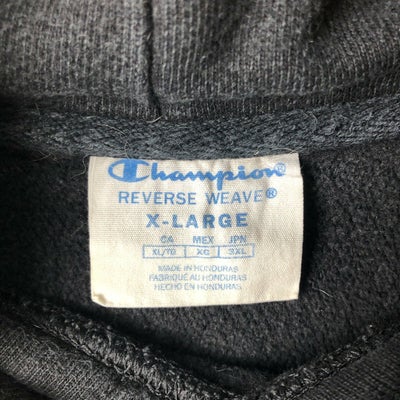 Champion®
REVERSE WEAVE®
X-LARGE
CA MEX JPN
XL/TG XG 3XL
MADE IN HONDURAS
FABRIQUÉ AU HONDURAS
HECHO EN HONDURAS